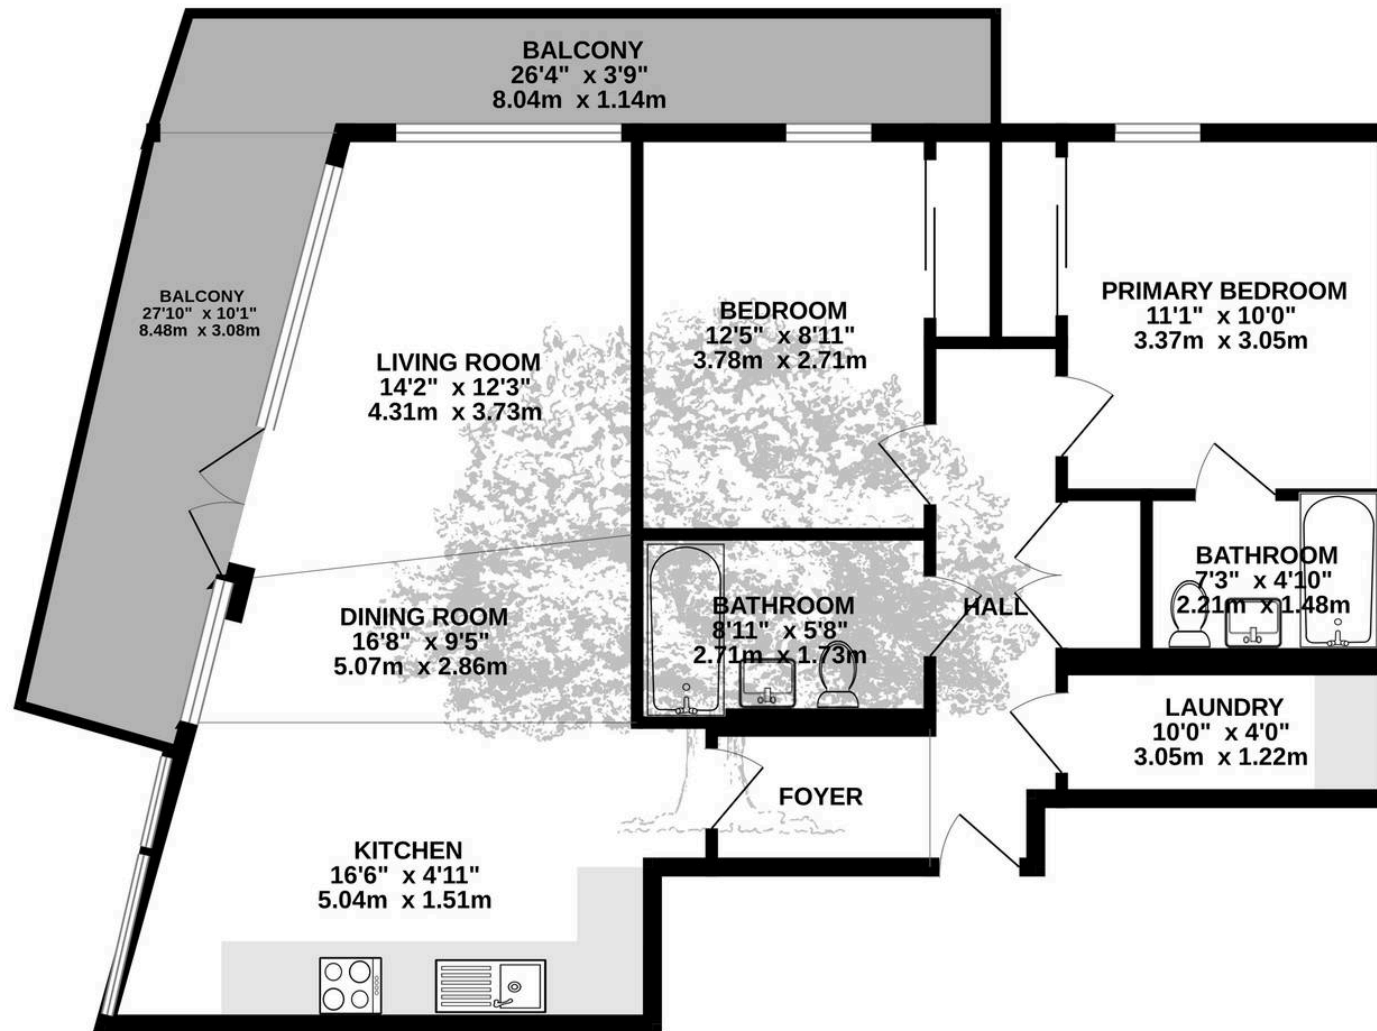 BALCONY
26'4" x 3'9"
8.04m x 1.14m
BALCONY
27'10" x 10'1"
8.48m x 3.08m
LIVING ROOM
14'2" x 12'3"
4.31m x 3.73m
BEDROOM
12'5" x 8'11"
3.78m x 2.71m
PRIMARY BEDROOM
11'1" x 10'0"
3.37m x 3.05m
DINING ROOM
16'8" x 9'5"
5.07m x 2.86m
BATHROOM
8'11" x 5'8"
2.71m x 1.73m
HALL
BATHROOM
7'3" x 4'10"
2.21m x 1.48m
LAUNDRY
10'0" x 4'0"
3.05m x 1.22m
FOYER
KITCHEN
16'6" x 4'11"
5.04m x 1.51m